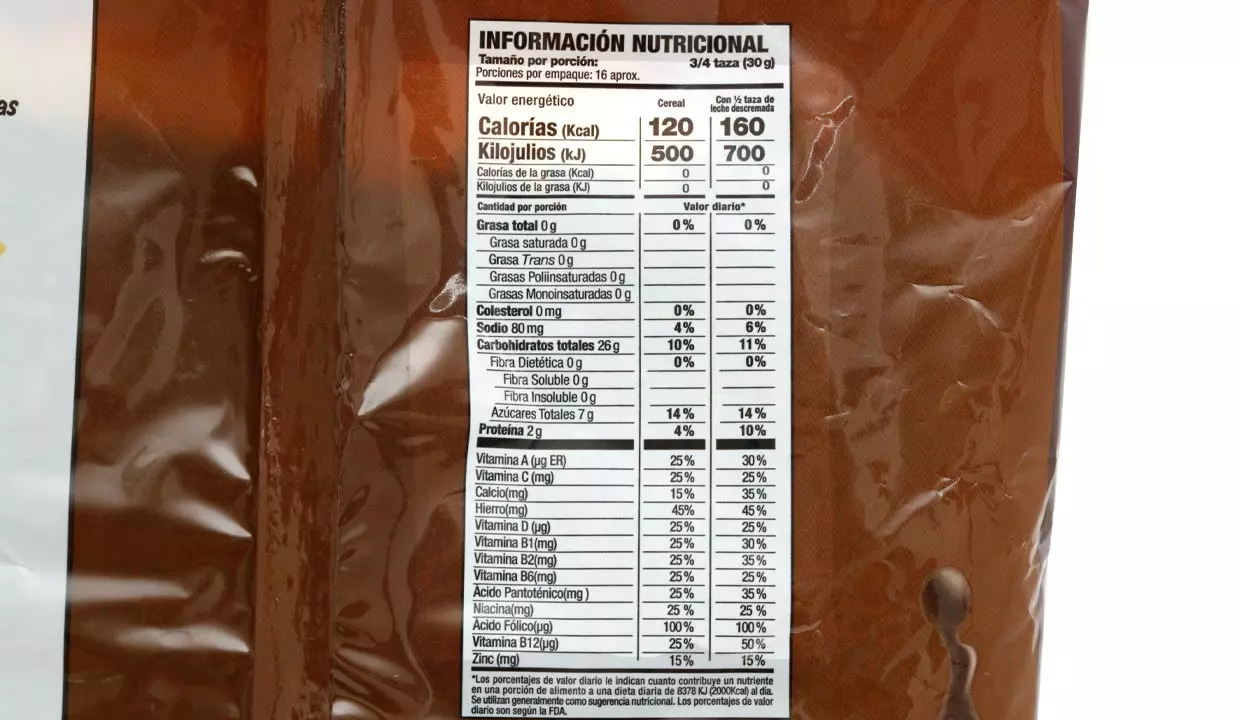 as
INFORMACIÓN NUTRICIONAL
Tamaño por porción: 3/4 taza (30 g)
Porciones por empaque: 16 aprox.
Valor energético Cereal Con ½ taza de leche descremada
Calorías (Kcal) 120 160
Kilojulios (kJ) 500 700
Calorías de la grasa (Kcal) 0 0
Kilojulios de la grasa (KJ) 0 0
Cantidad por porción Valor diario*
Grasa total 0 g 0% 0%
Grasa saturada 0 g
Grasa Trans 0 g
Grasas Poliinsaturadas 0 g
Grasas Monoinsaturadas 0 g
Colesterol 0 mg 0% 0%
Sodio 80 mg 4% 6%
Carbohidratos totales 26 g 10% 11%
Fibra Dietética 0 g 0% 0%
Fibra Soluble 0 g
Fibra Insoluble 0 g
Azúcares Totales 7 g 14% 14%
Proteína 2 g 4% 10%
Vitamina A (µg ER) 25% 30%
Vitamina C (mg) 25% 25%
Calcio(mg) 15% 35%
Hierro(mg) 45% 45%
Vitamina D (µg) 25% 25%
Vitamina B1(mg) 25% 30%
Vitamina B2(mg) 25% 35%
Vitamina B6(mg) 25% 25%
Ácido Pantoténico(mg ) 25% 35%
Niacina(mg) 25 % 25 %
Ácido Fólico(µg) 100% 100%
Vitamina B12(µg) 25% 50%
Zinc (mg) 15% 15%
*Los porcentajes de valor diario le indican cuanto contribuye un nutriente
en una porción de alimento a una dieta diaria de 8378 KJ (2000Kcal) al día.
Se utilizan generalmente como sugerencia nutricional. Los porcentajes de valor
diario son según la FDA.